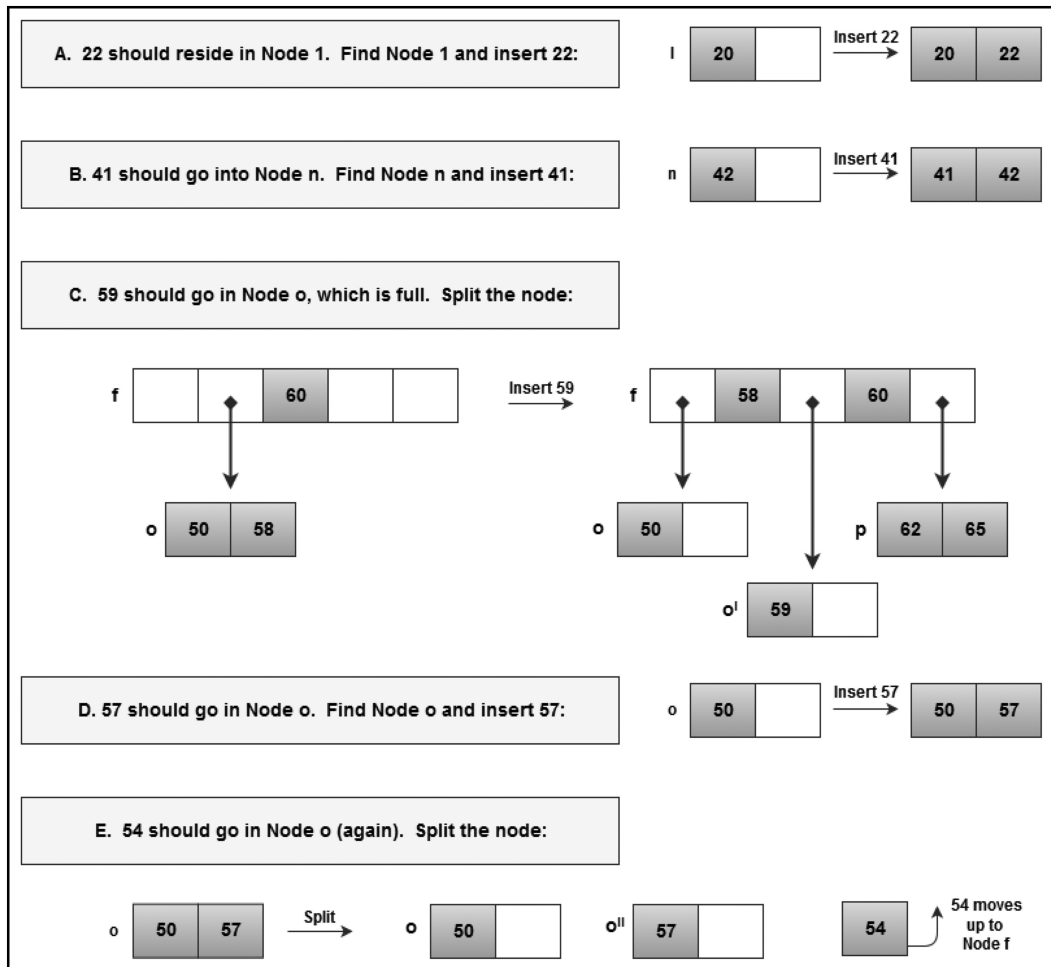 A. 22 should reside in Node 1. Find Node 1 and insert 22:
l 20 Insert 22 20 22
B. 41 should go into Node n. Find Node n and insert 41:
n 42 Insert 41 41 42
C. 59 should go in Node o, which is full. Split the node:
f 60 Insert 59 f 58 60
o 50 58 o 50 p 62 65
oˡ 59
D. 57 should go in Node o. Find Node o and insert 57:
o 50 Insert 57 50 57
E. 54 should go in Node o (again). Split the node:
o 50 57 Split o 50 oˡˡ 57 54
54 moves
up to
Node f